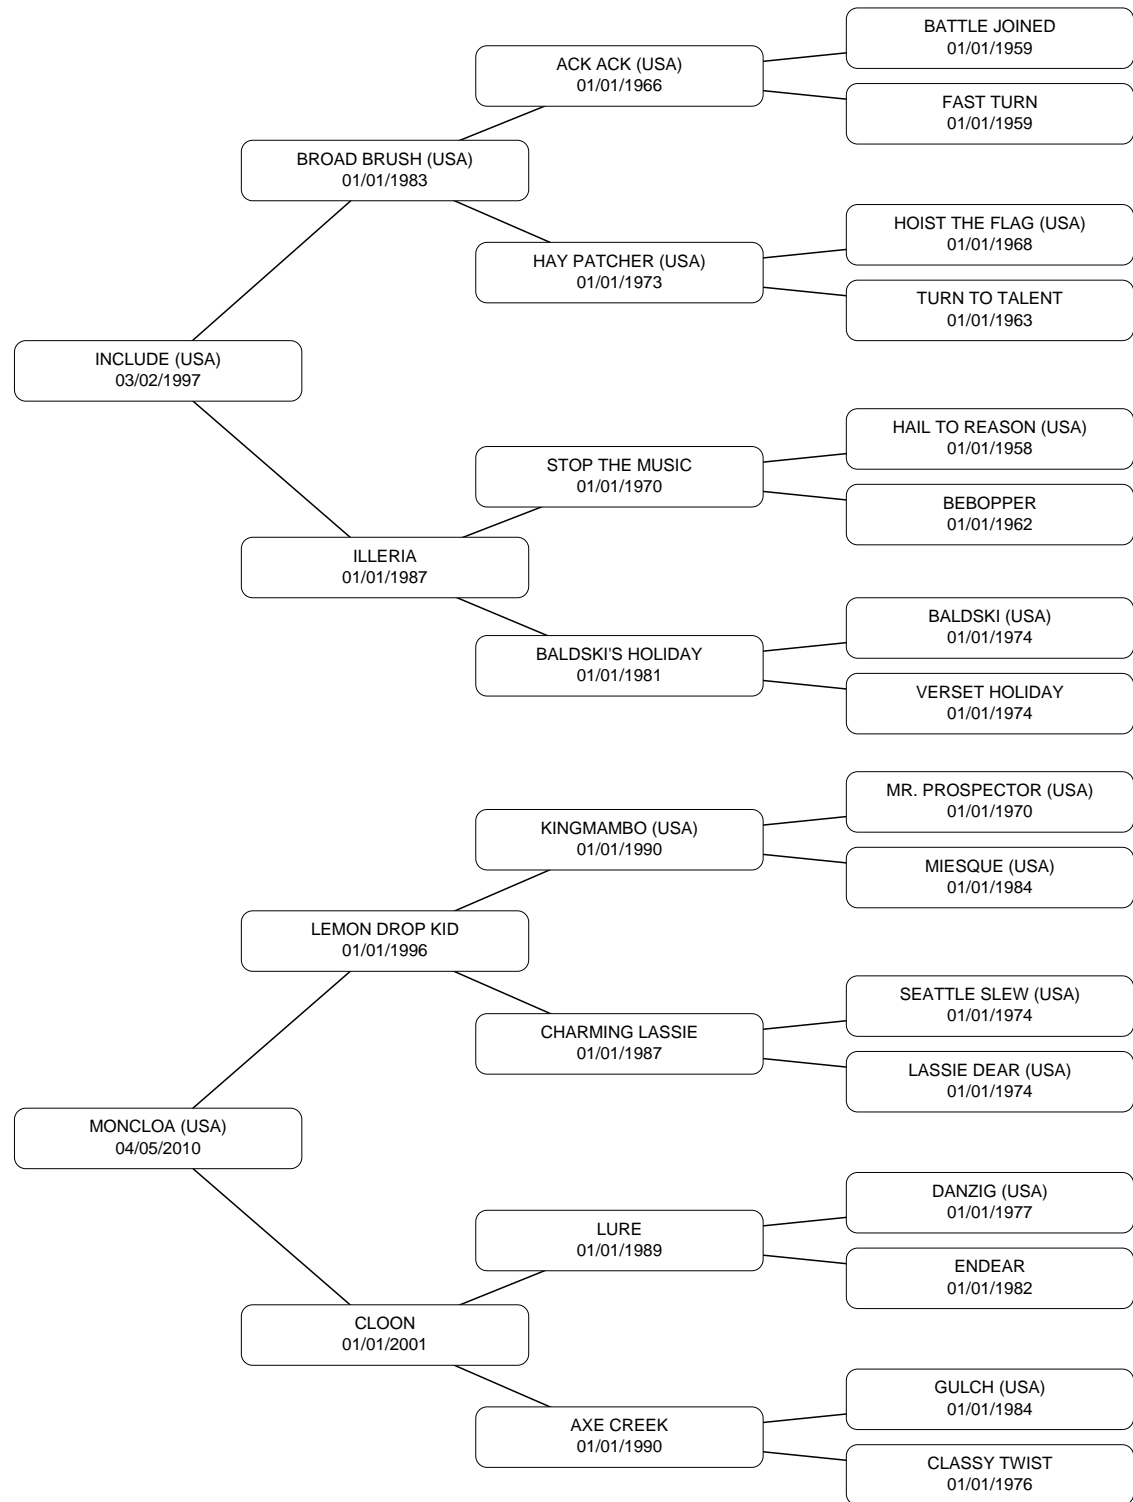 BATTLE JOINED
01/01/1959
ACK ACK (USA)
01/01/1966
FAST TURN
01/01/1959
BROAD BRUSH (USA)
01/01/1983
HOIST THE FLAG (USA)
01/01/1968
HAY PATCHER (USA)
01/01/1973
TURN TO TALENT
01/01/1963
INCLUDE (USA)
03/02/1997
HAIL TO REASON (USA)
01/01/1958
STOP THE MUSIC
01/01/1970
BEBOPPER
01/01/1962
ILLERIA
01/01/1987
BALDSKI (USA)
01/01/1974
BALDSKI'S HOLIDAY
01/01/1981
VERSET HOLIDAY
01/01/1974
MR. PROSPECTOR (USA)
01/01/1970
KINGMAMBO (USA)
01/01/1990
MIESQUE (USA)
01/01/1984
LEMON DROP KID
01/01/1996
SEATTLE SLEW (USA)
01/01/1974
CHARMING LASSIE
01/01/1987
LASSIE DEAR (USA)
01/01/1974
MONCLOA (USA)
04/05/2010
DANZIG (USA)
01/01/1977
LURE
01/01/1989
ENDEAR
01/01/1982
CLOON
01/01/2001
GULCH (USA)
01/01/1984
AXE CREEK
01/01/1990
CLASSY TWIST
01/01/1976